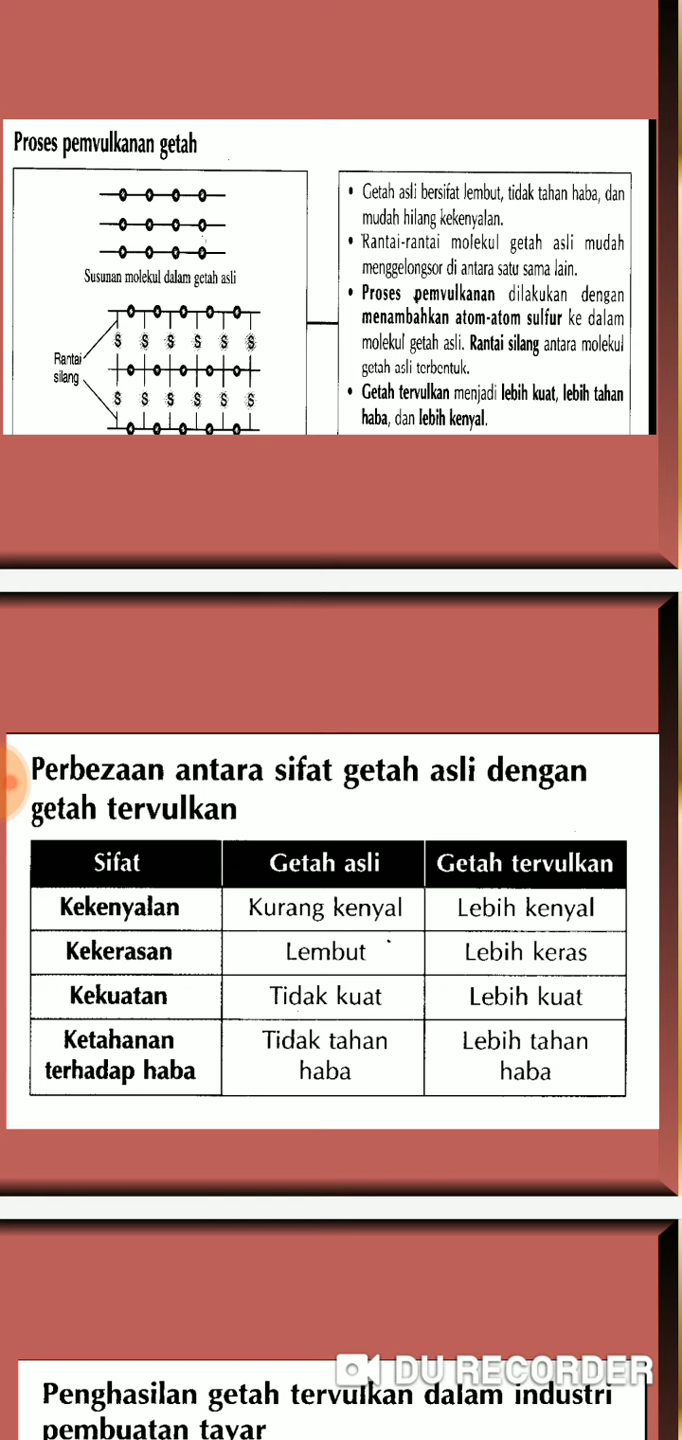 Proses pemvulkanan getah
Susunan molekul dalam getah asli
Rantai
silang
S S S S S S
S S S S S S
• Getah asli bersifat lembut, tidak tahan haba, dan
mudah hilang kekenyalan.
• Rantai-rantai molekul getah asli mudah
menggelongsor di antara satu sama lain.
• Proses pemvulkanan dilakukan dengan
menambahkan atom-atom sulfur ke dalam
molekul getah asli. Rantai silang antara molekul
getah asli terbentuk.
• Getah tervulkan menjadi lebih kuat, lebih tahan
haba, dan lebih kenyal.
Perbezaan antara sifat getah asli dengan
getah tervulkan
Sifat Getah asli Getah tervulkan
Kekenyalan Kurang kenyal Lebih kenyal
Kekerasan Lembut Lebih keras
Kekuatan Tidak kuat Lebih kuat
Ketahanan Tidak tahan Lebih tahan
terhadap haba haba haba
DU RECORDER
Penghasilan getah tervulkan dalam industri
pembuatan tayar